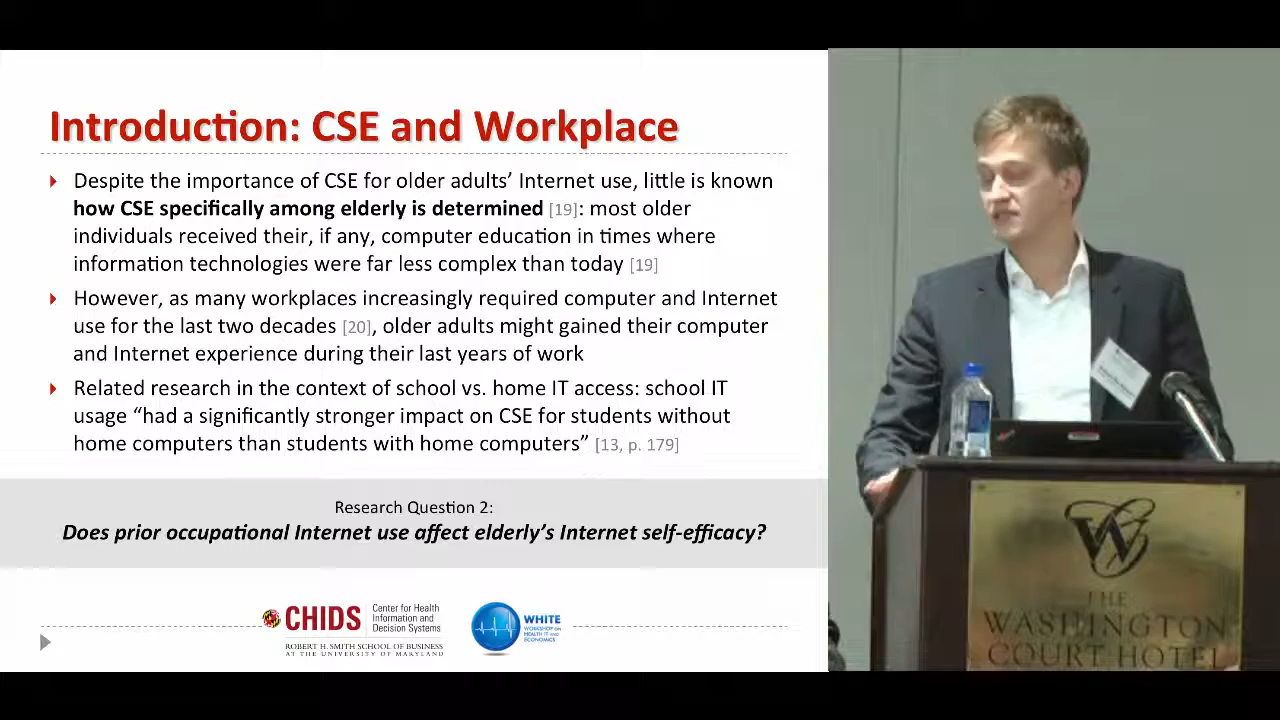 Introduction: CSE and Workplace
Despite the importance of CSE for older adults’ Internet use, little is known
how CSE specifically among elderly is determined [19]: most older
individuals received their, if any, computer education in times where
information technologies were far less complex than today [19]
However, as many workplaces increasingly required computer and Internet
use for the last two decades [20], older adults might gained their computer
and Internet experience during their last years of work
Related research in the context of school vs. home IT access: school IT
usage “had a significantly stronger impact on CSE for students without
home computers than students with home computers” [13, p. 179]
Research Question 2:
Does prior occupational Internet use affect elderly’s Internet self-efficacy?
CHIDS
Center for Health
Information and
Decision Systems
ROBERT H. SMITH SCHOOL OF BUSINESS
AT THE UNIVERSITY OF MARYLAND
WHITE
WORKSHOP ON
HEALTH IT AND
ECONOMICS
W
THE
WASHINGTON
COURT HOTEL